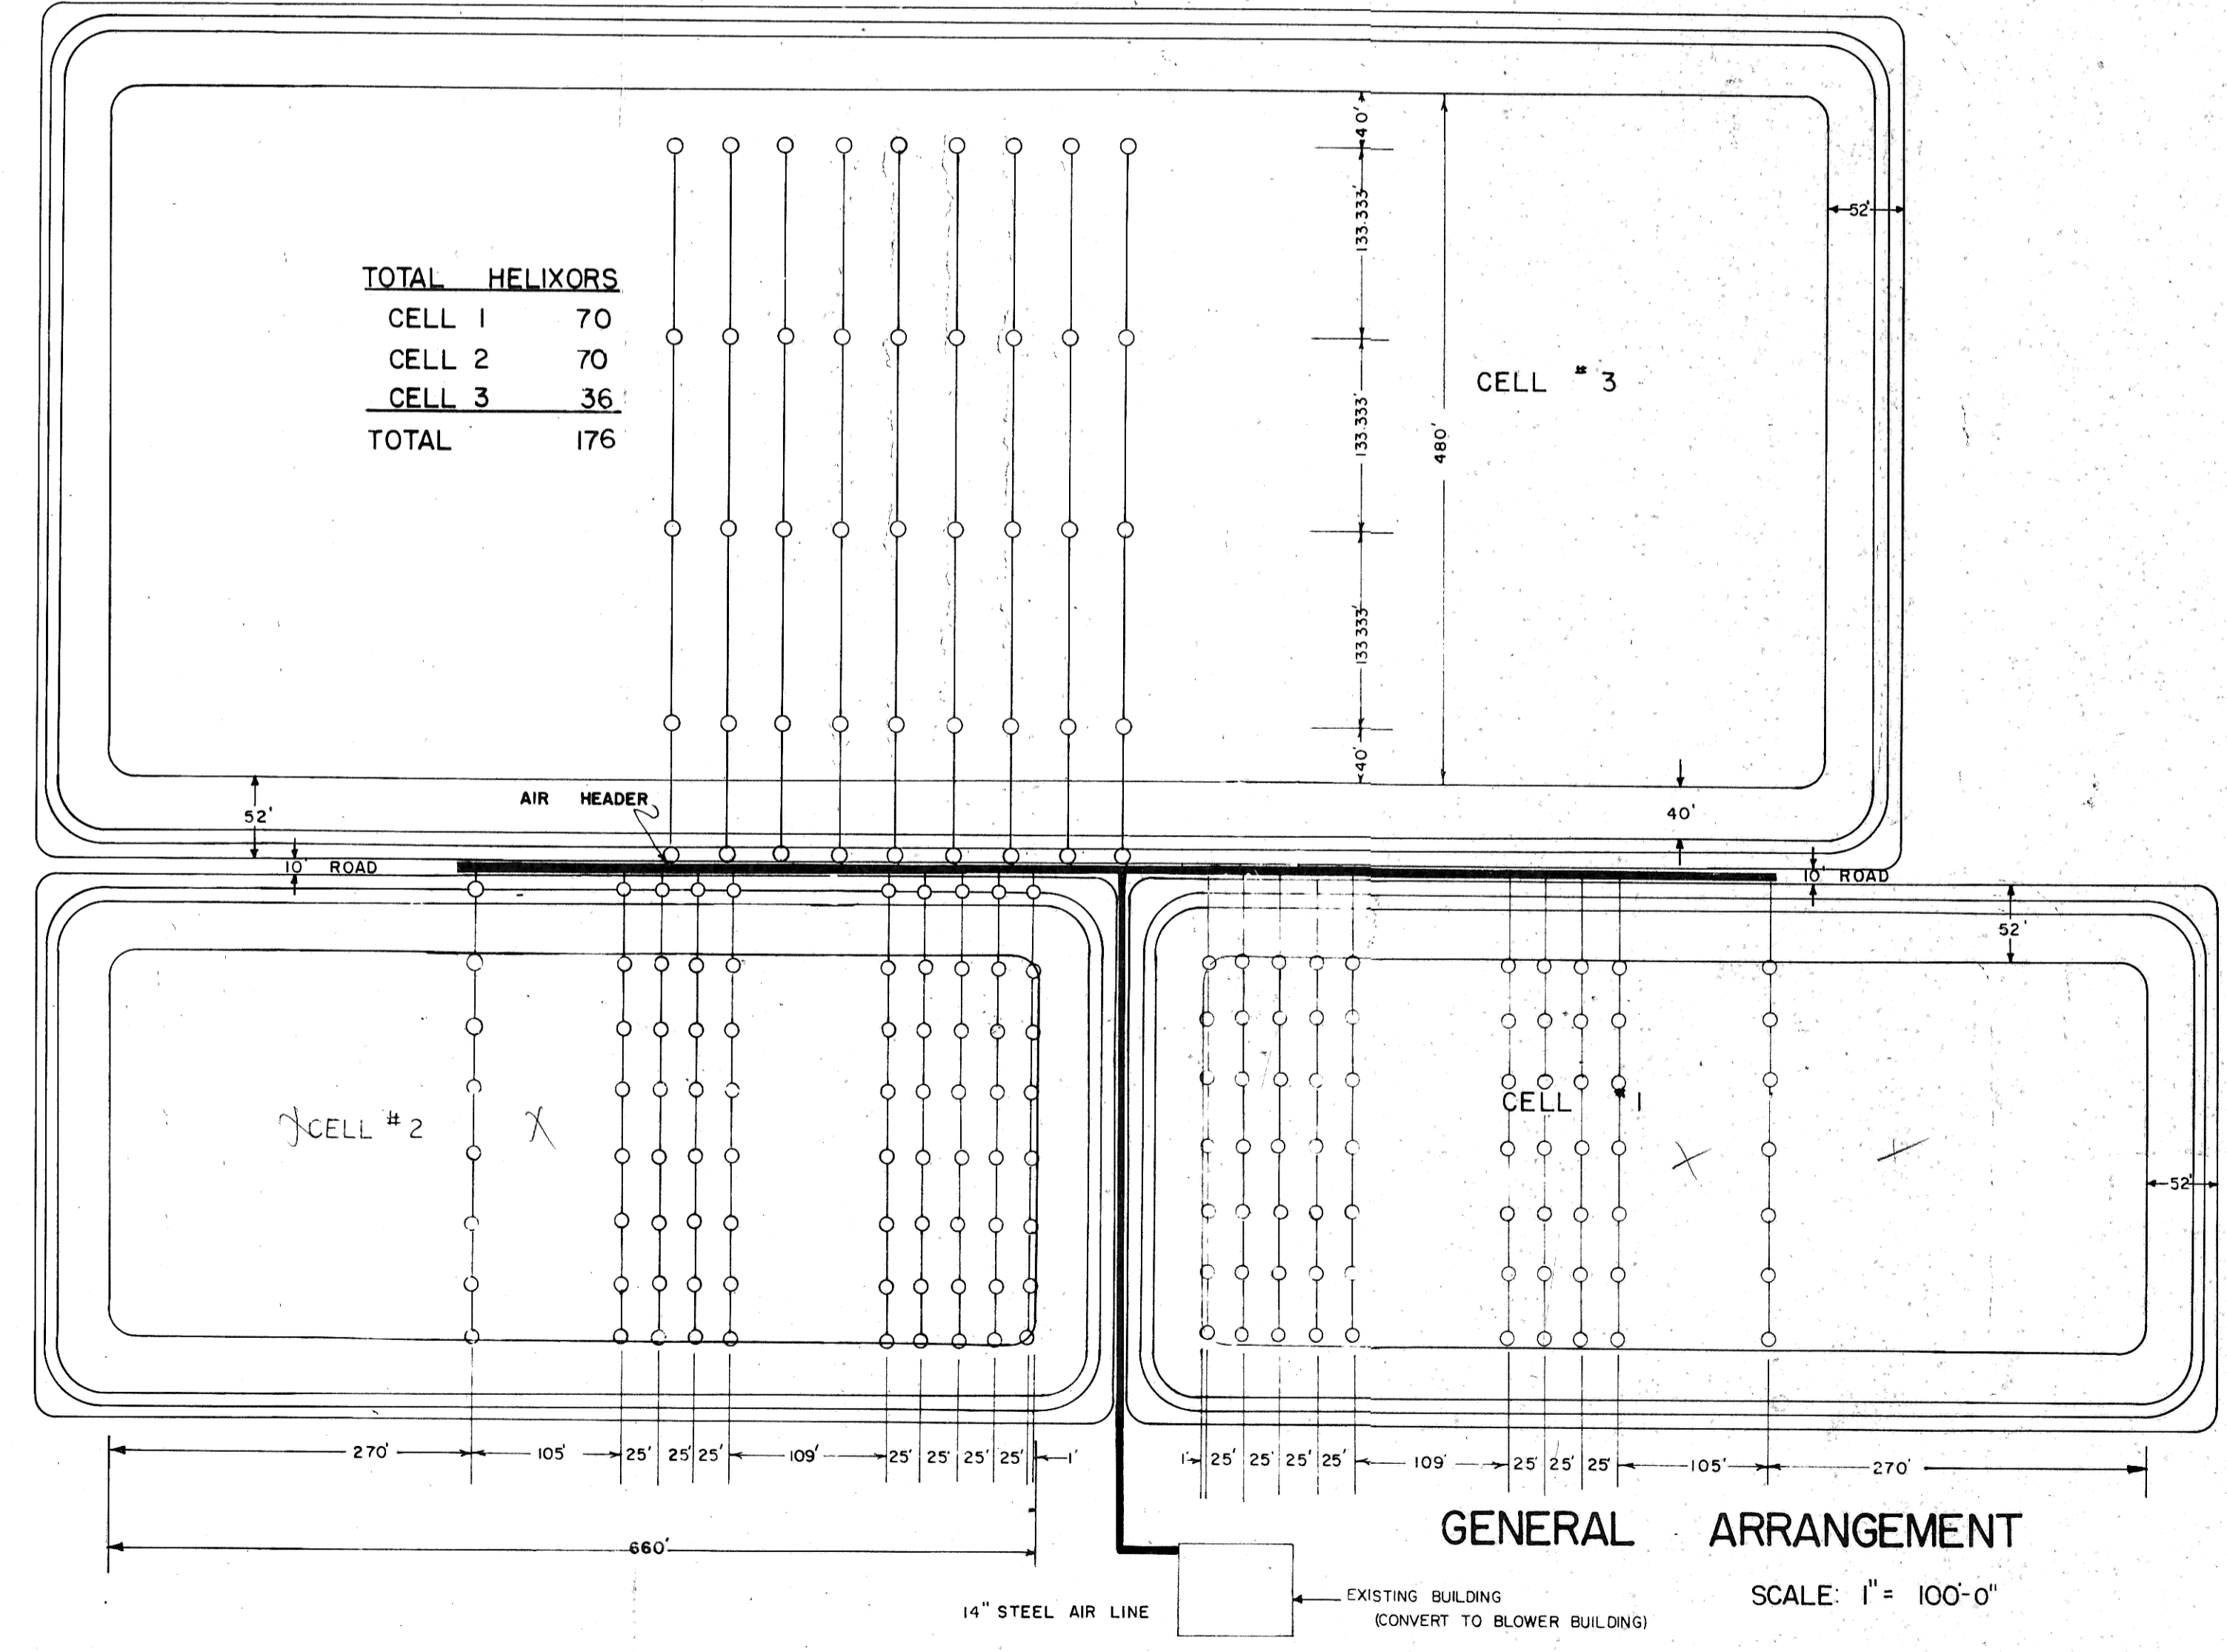 40'
133.333'
52'
TOTAL HELIXORS
CELL 1 70
CELL 2 70
CELL 3 36
TOTAL 176
CELL # 3
133.333'
480'
133 333'
40'
AIR HEADER
52'
40'
10' ROAD
10' ROAD
52'
CELL # 1
CELL # 2
52'
270' 105' 25' 25' 25' 109' 25' 25' 25' 25' 1'
1' 25' 25' 25' 25' 109' 25' 25' 25' 105' 270'
GENERAL ARRANGEMENT
660'
SCALE: 1" = 100'-0"
EXISTING BUILDING
(CONVERT TO BLOWER BUILDING)
14" STEEL AIR LINE